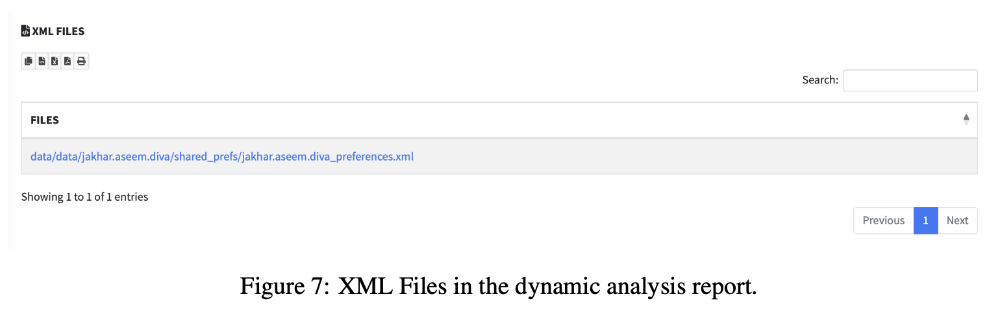 XML FILES
Search:
FILES
data/data/jakhar.aseem.diva/shared_prefs/jakhar.aseem.diva_preferences.xml
Showing 1 to 1 of 1 entries
Previous 1 Next
Figure 7: XML Files in the dynamic analysis report.